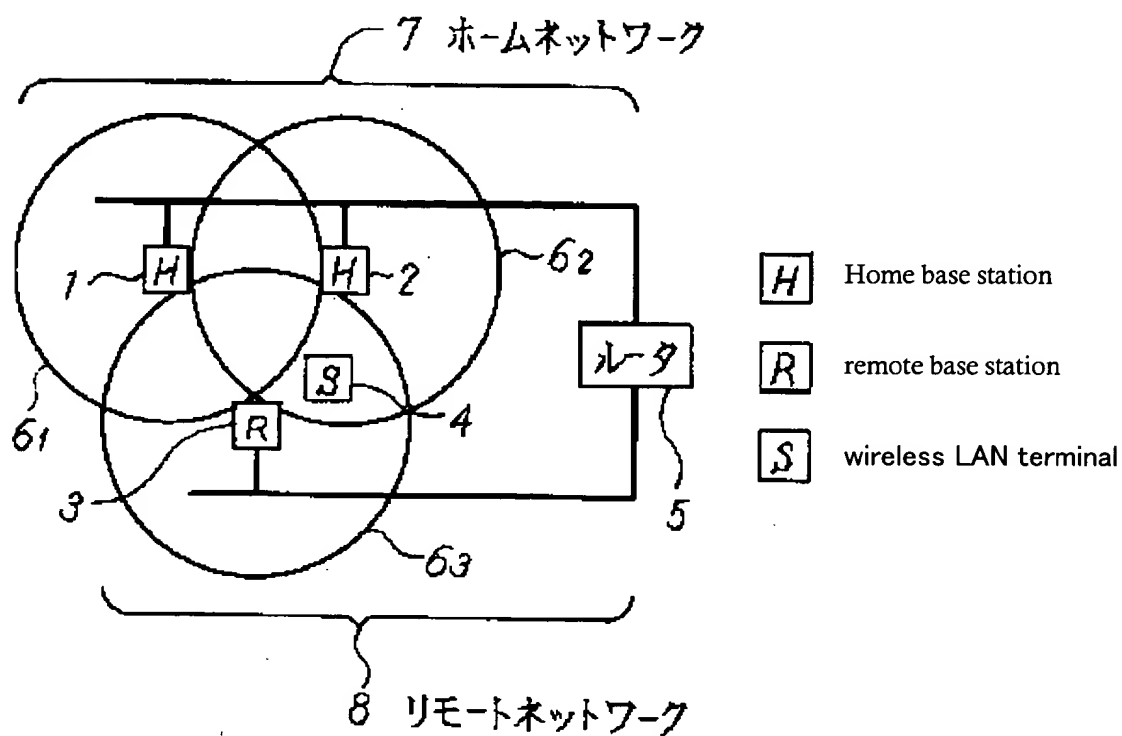 7 ホームネットワーク
1
H
H
2
62
H Home base station
ルータ
R remote base station
S
61
R
4
3
5
S wireless LAN terminal
63
8 リモートネットワーク